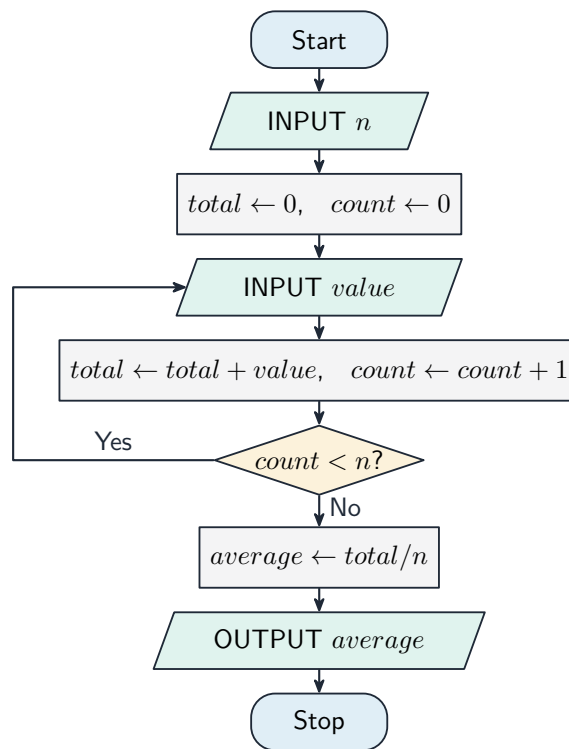 Start
INPUT n
total ← 0, count ← 0
INPUT value
total ← total + value, count ← count + 1
Yes
count < n?
No
average ← total/n
OUTPUT average
Stop